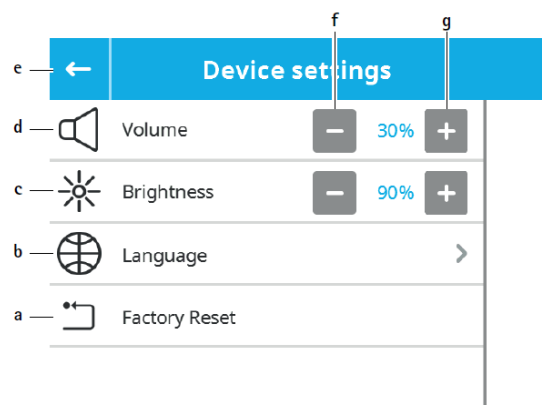 f g
e ← Device settings
d Volume − 30% +
c Brightness − 90% +
b Language >
a Factory Reset